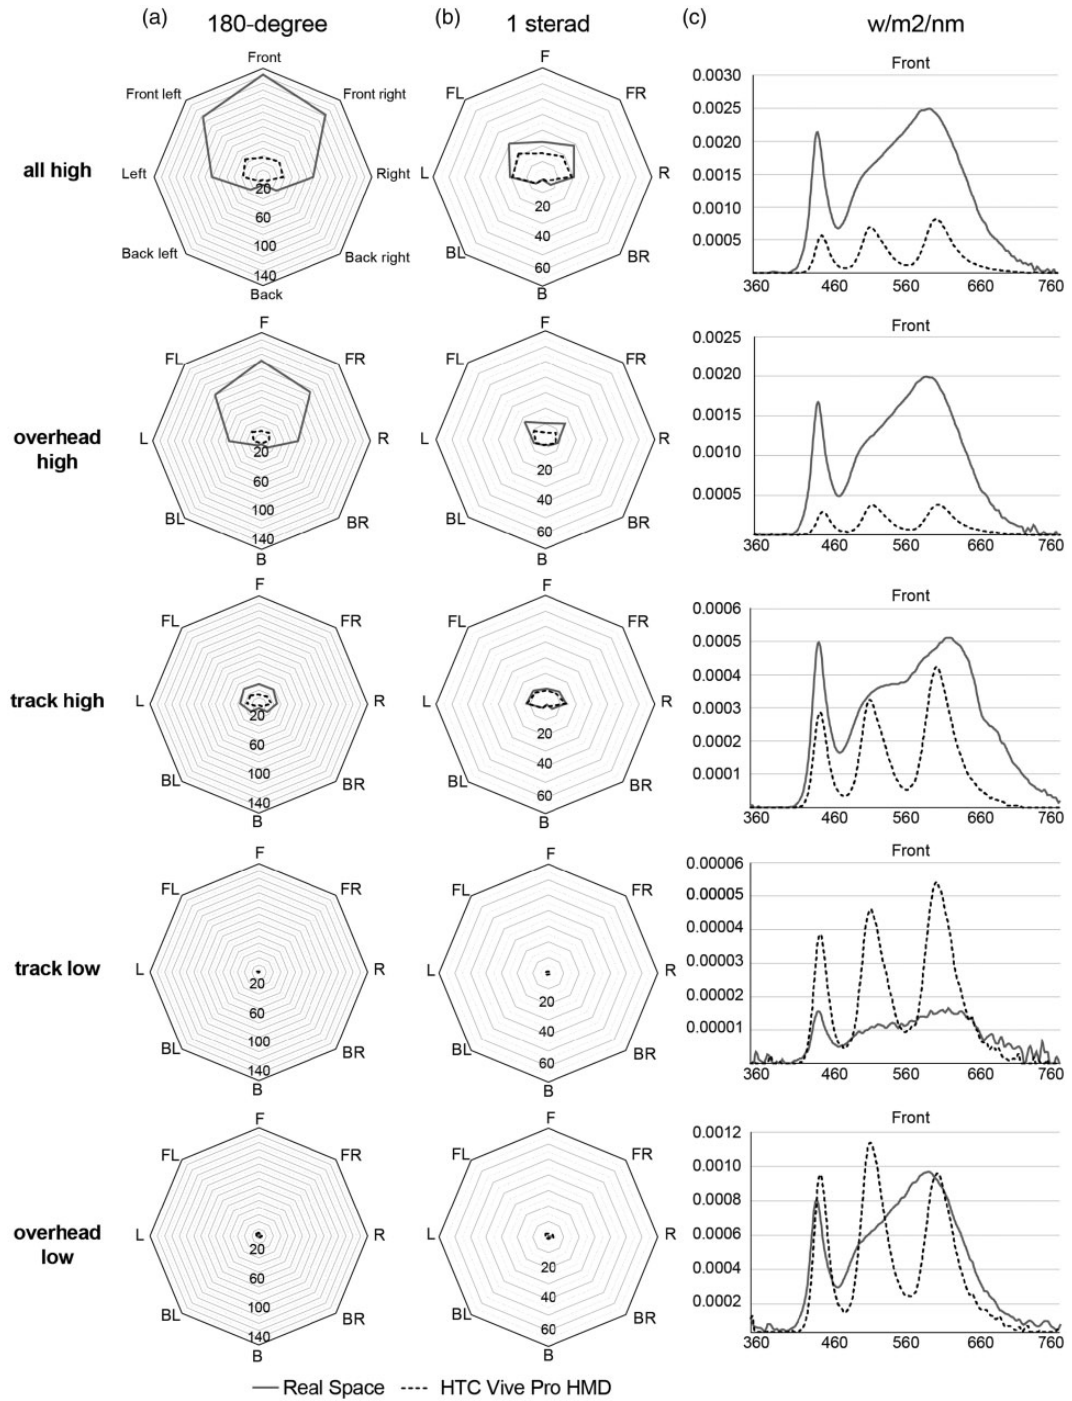 (a) 180-degree (b) 1 sterad (c) w/m2/nm
all high
Front
Front left Front right
Left Right
Back left Back right
Back
20
60
100
140
F
FL FR
L R
BL BR
B
20
40
60
Front
0.0030
0.0025
0.0020
0.0015
0.0010
0.0005
360 460 560 660 760
overhead
high
F
FL FR
L R
BL BR
B
20
60
100
140
F
FL FR
L R
BL BR
B
20
40
60
Front
0.0025
0.0020
0.0015
0.0010
0.0005
360 460 560 660 760
track high
F
FL FR
L R
BL BR
B
20
60
100
140
F
FL FR
L R
BL BR
B
20
40
60
Front
0.0006
0.0005
0.0004
0.0003
0.0002
0.0001
360 460 560 660 760
track low
F
FL FR
L R
BL BR
B
20
60
100
140
F
FL FR
L R
BL BR
B
20
40
60
Front
0.00006
0.00005
0.00004
0.00003
0.00002
0.00001
360 460 560 660 760
overhead
low
F
FL FR
L R
BL BR
B
20
60
100
140
F
FL FR
L R
BL BR
B
20
40
60
Front
0.0012
0.0010
0.0008
0.0006
0.0004
0.0002
360 460 560 660 760
Real Space HTC Vive Pro HMD